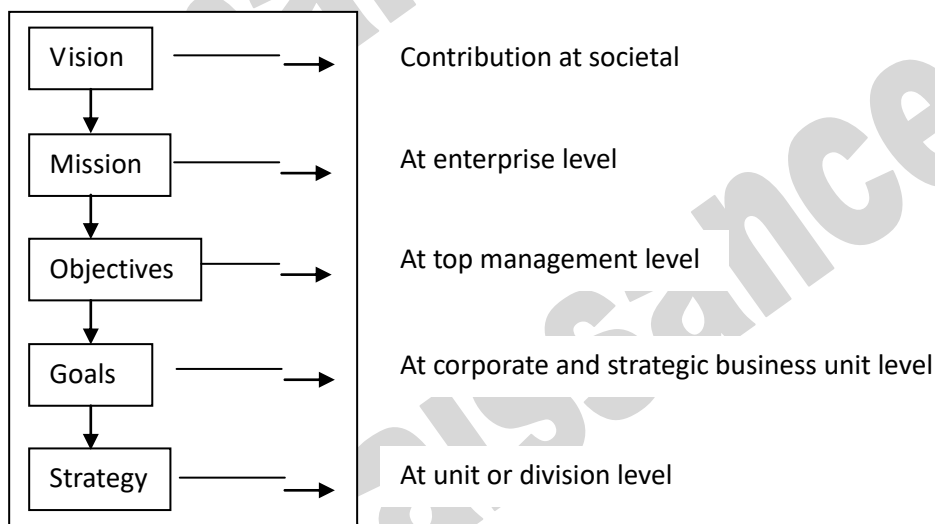 Vision Contribution at societal
Mission At enterprise level
Objectives At top management level
Goals At corporate and strategic business unit level
Strategy At unit or division level